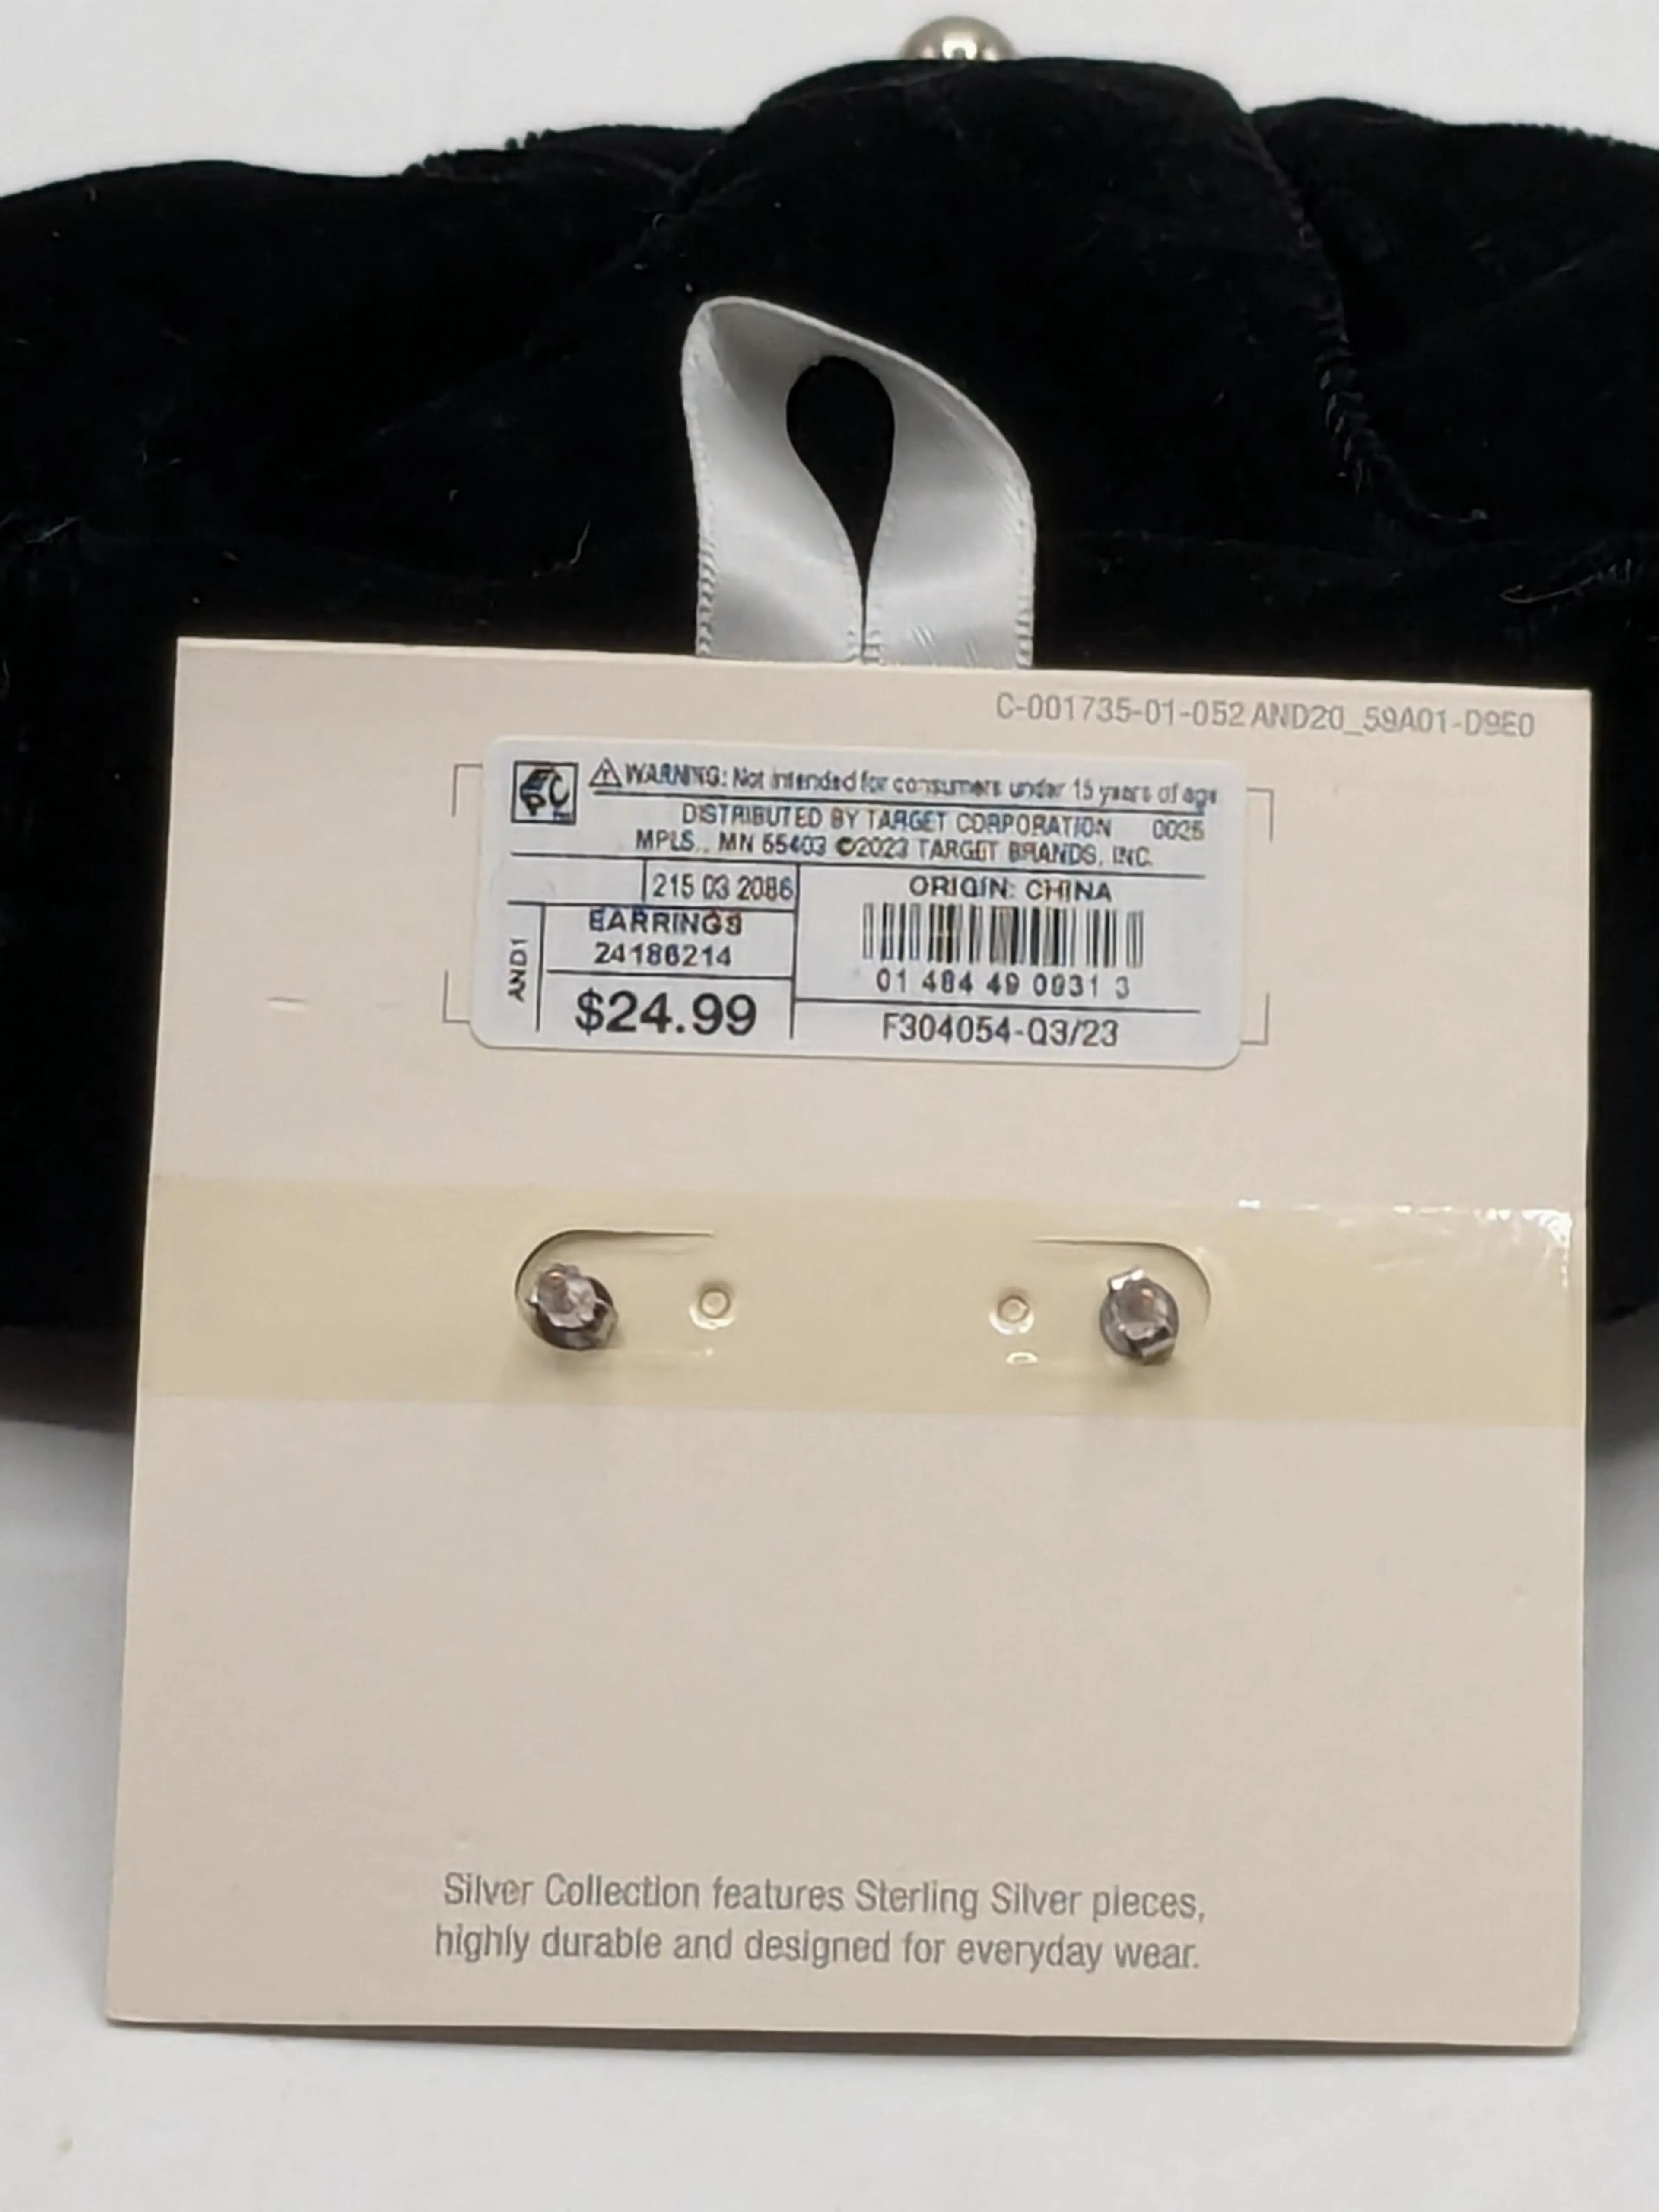 C-001735-01-052 AND20_59A01-D9E0
WARNING: Not intended for consumers under 15 years of age
DISTRIBUTED BY TARGET CORPORATION 0025
MPLS., MN 55403 ©2023 TARGET BRANDS, INC.
215 03 2086
ORIGIN: CHINA
EARRINGS
24186214
AND1
$24.99
01 484 49 0031 3
F304054-Q3/23
Silver Collection features Sterling Silver pieces,
highly durable and designed for everyday wear.